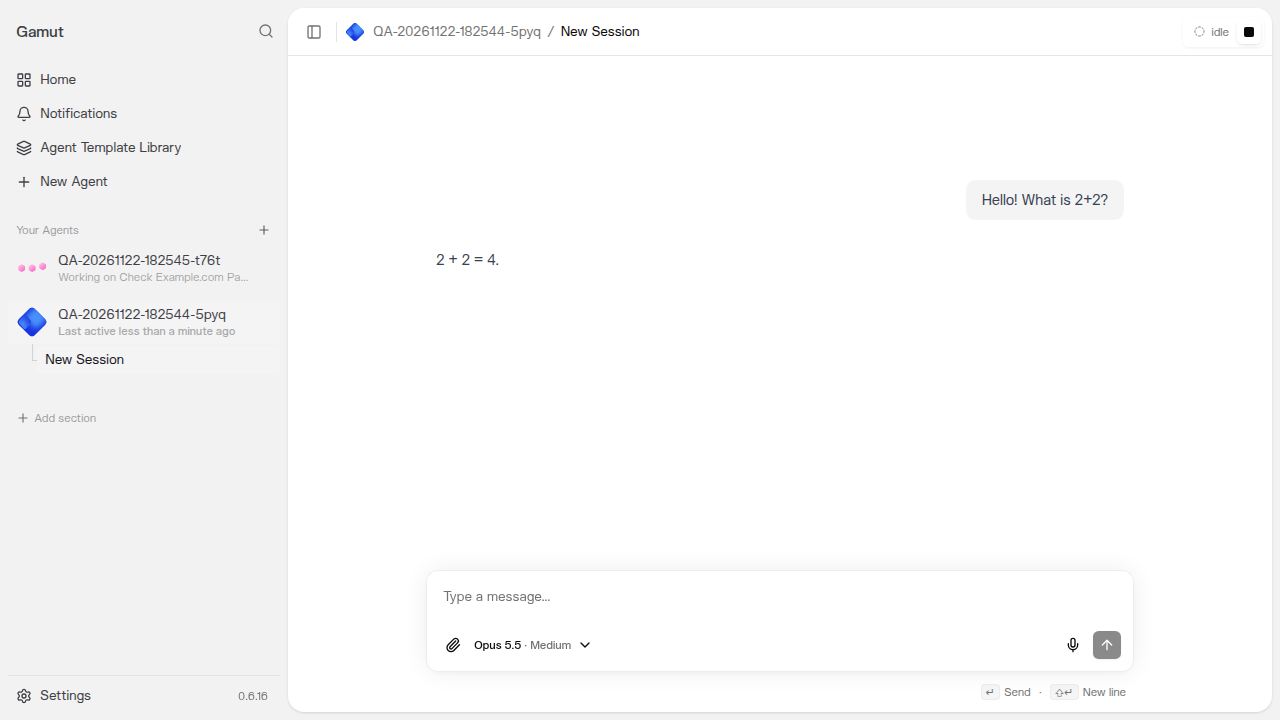 Gamut
Home
Notifications
Agent Template Library
New Agent
Your Agents
QA-20261122-182545-t76t
Working on Check Example.com Pa...
QA-20261122-182544-5pyq
Last active less than a minute ago
New Session
Add section
Settings
0.6.16
QA-20261122-182544-5pyq / New Session
idle
Hello! What is 2+2?
2 + 2 = 4.
Type a message...
Opus 5.5 · Medium
Send · New line